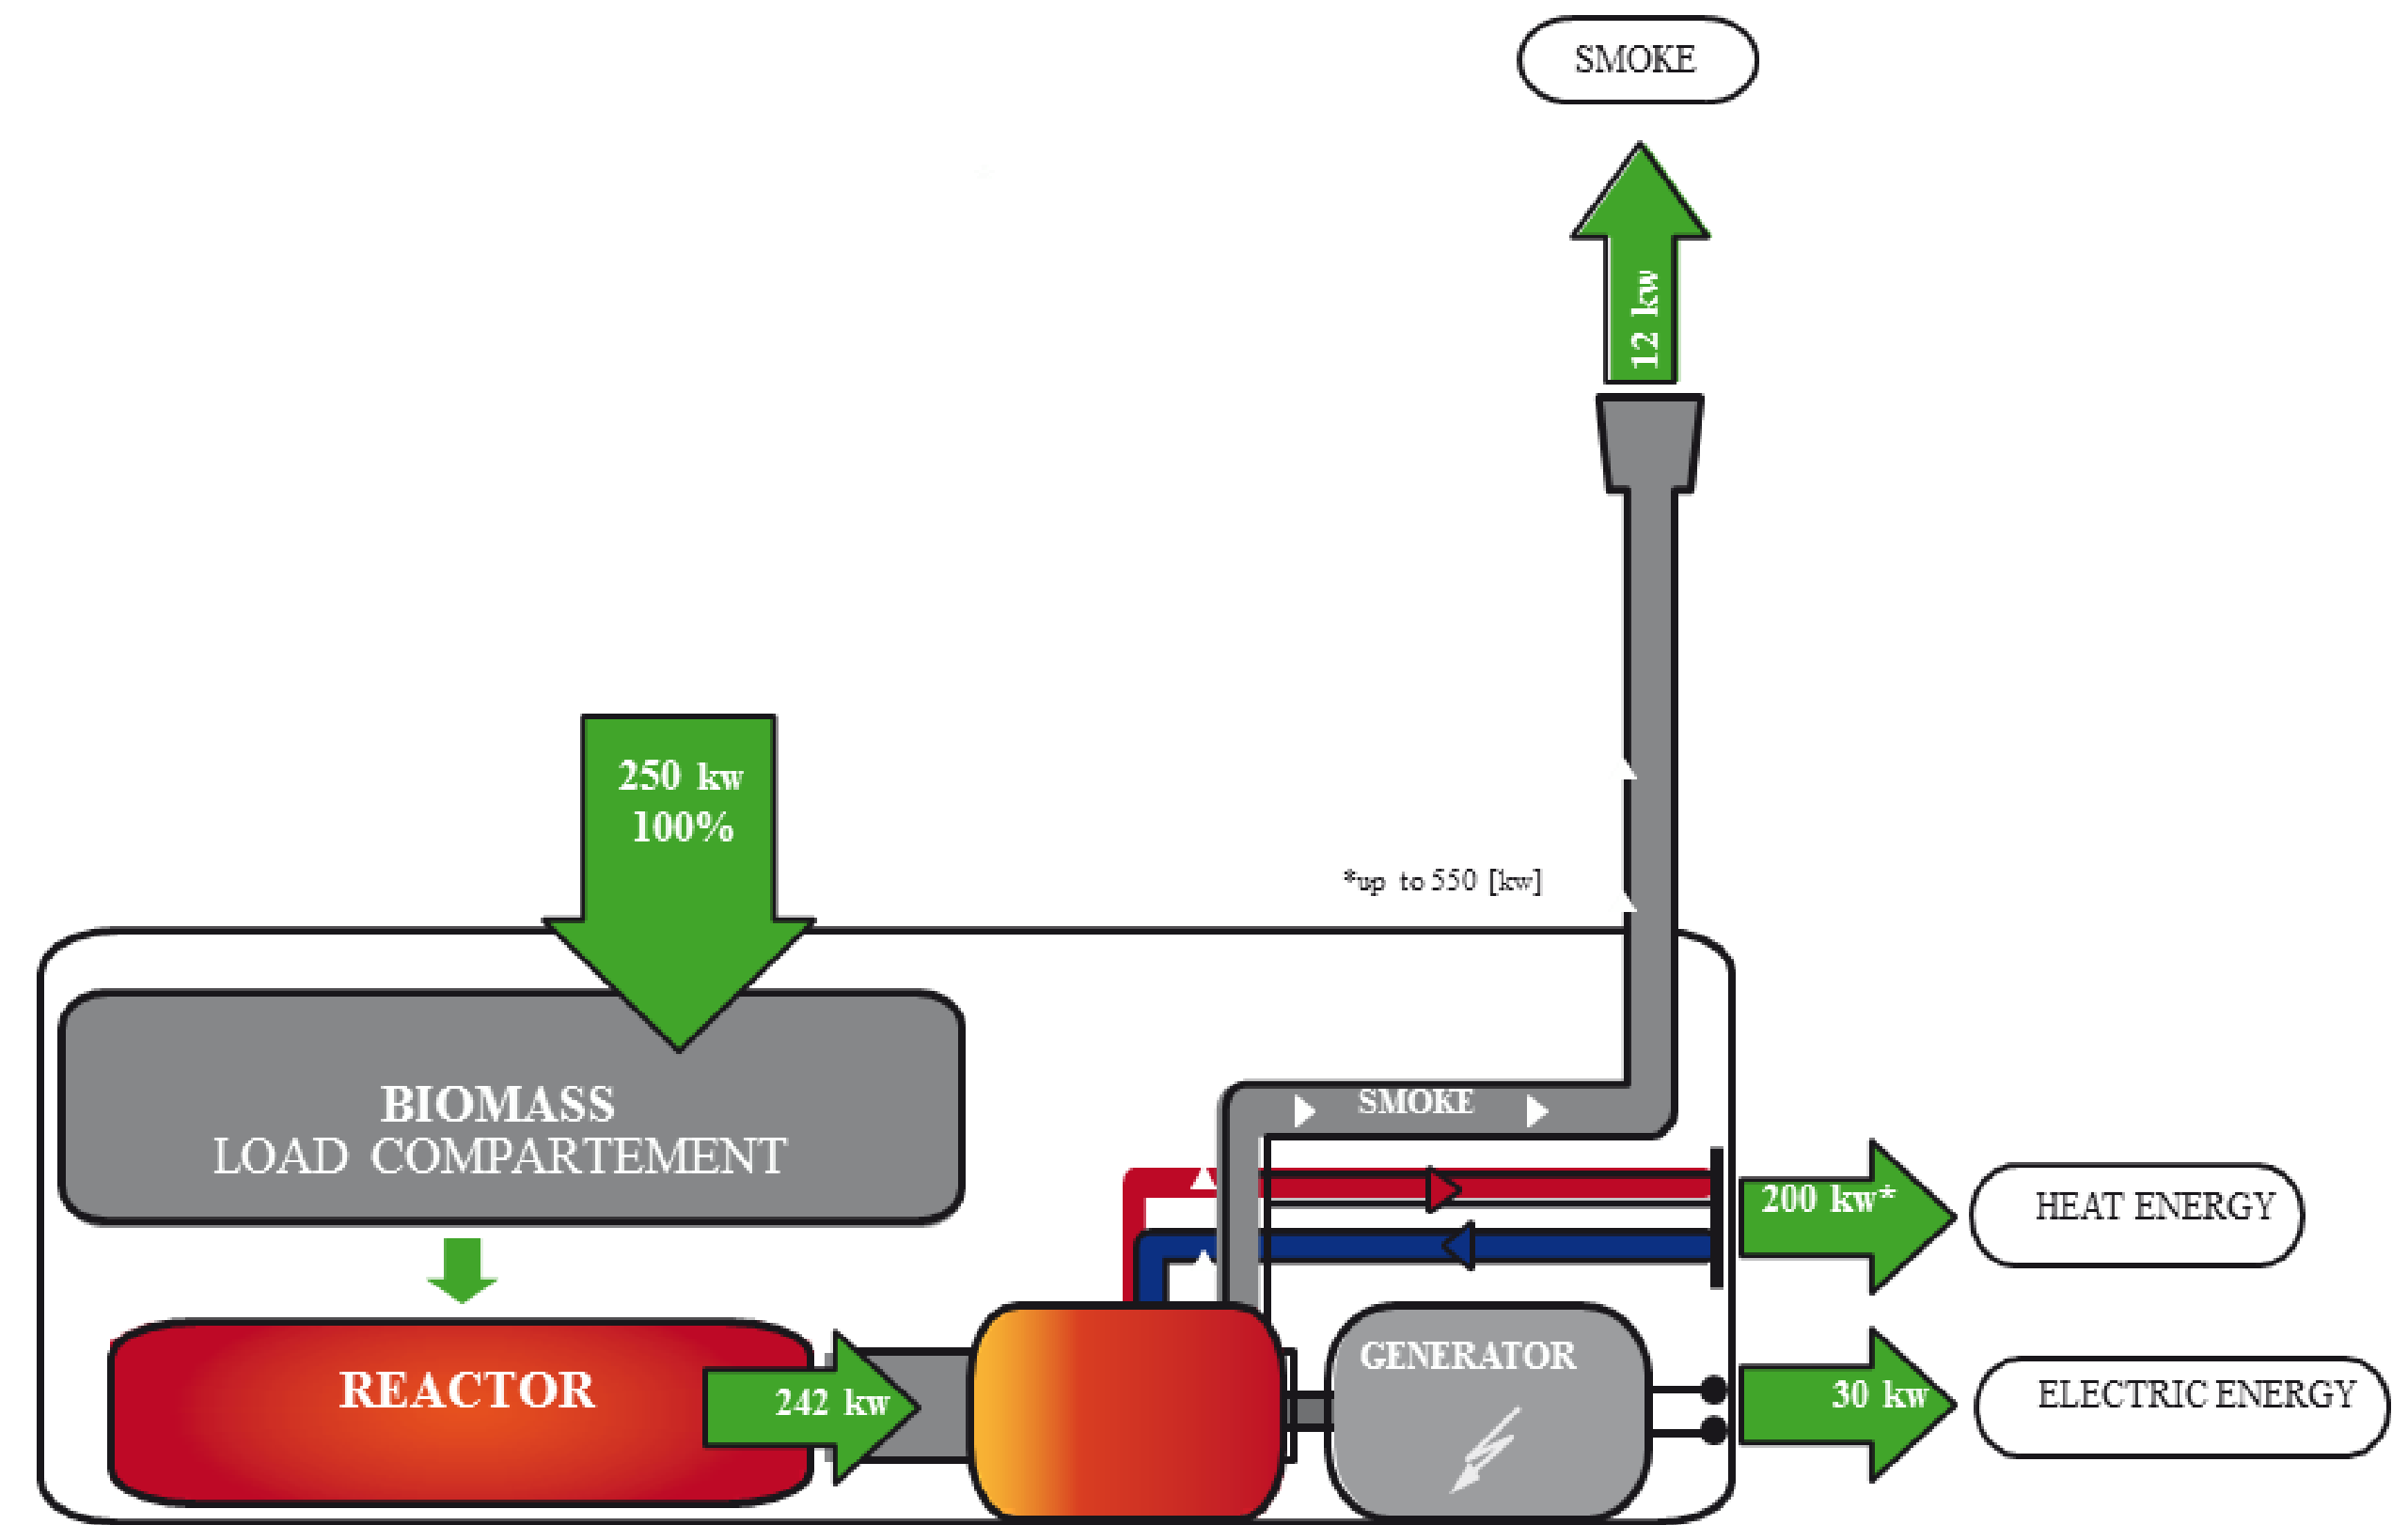 SMOKE
12 kw
250 kw
100%
*up to 550 [kw]
BIOMASS
LOAD COMPARTEMENT
SMOKE
200 kw*
HEAT ENERGY
REACTOR
242 kw
GENERATOR
30 kw
ELECTRIC ENERGY